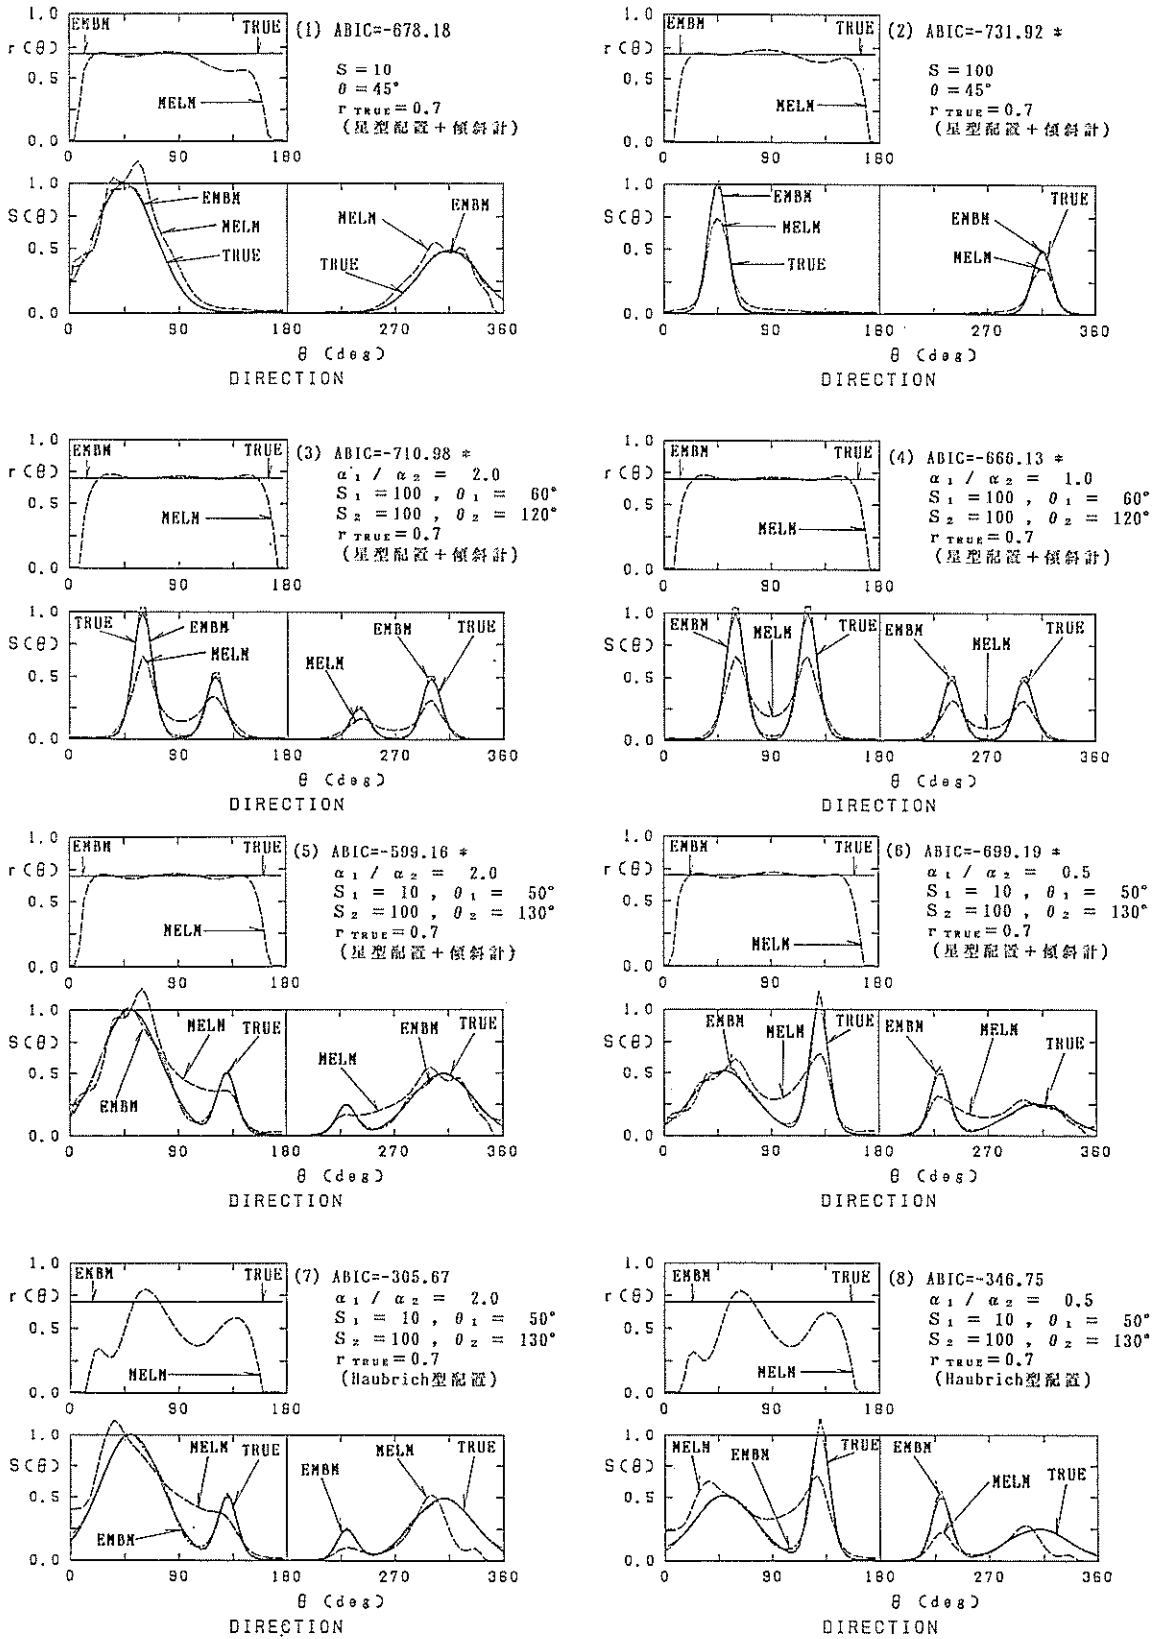 1.0 EMBM TRUE (1) ABIC=-678.18
r(θ)
0.5 S=10
θ=45°
MELM r TRUE=0.7
(星型配置+傾斜計)
0.0
0 90 180
1.0 EMBM
S(θ) MELM EMBM
0.5 MELM
TRUE TRUE
0.0
0 90 180 270 360
θ (deg)
DIRECTION
1.0 EMBM TRUE (2) ABIC=-731.92 *
r(θ)
0.5 S=100
θ=45°
MELM r TRUE=0.7
(星型配置+傾斜計)
0.0
0 90 180
1.0 EMBM TRUE
S(θ) MELM EMBM
0.5 TRUE MELM
0.0
0 90 180 270 360
θ (deg)
DIRECTION
1.0 EMBM TRUE (3) ABIC=-710.98 *
r(θ) α1 / α2 = 2.0
0.5 S1 =100 , θ1 = 60°
MELM S2 =100 , θ2 = 120°
r TRUE=0.7
0.0 (星型配置+傾斜計)
0 90 180
1.0 TRUE EMBM EMBM TRUE
S(θ) MELM MELM
0.5
0.0
0 90 180 270 360
θ (deg)
DIRECTION
1.0 EMBM TRUE (4) ABIC=-666.13 *
r(θ) α1 / α2 = 1.0
0.5 S1 =100 , θ1 = 60°
MELM S2 =100 , θ2 = 120°
r TRUE=0.7
0.0 (星型配置+傾斜計)
0 90 180
1.0 EMBM MELM TRUE EMBM MELM TRUE
S(θ)
0.5
0.0
0 90 180 270 360
θ (deg)
DIRECTION
1.0 EMBM TRUE (5) ABIC=-599.16 *
r(θ) α1 / α2 = 2.0
0.5 S1 = 10 , θ1 = 50°
MELM S2 =100 , θ2 = 130°
r TRUE=0.7
0.0 (星型配置+傾斜計)
0 90 180
1.0 MELM TRUE EMBM TRUE
S(θ) MELM
0.5
EMBM
0.0
0 90 180 270 360
θ (deg)
DIRECTION
1.0 EMBM TRUE (6) ABIC=-699.19 *
r(θ) α1 / α2 = 0.5
0.5 S1 = 10 , θ1 = 50°
MELM S2 =100 , θ2 = 130°
r TRUE=0.7
0.0 (星型配置+傾斜計)
0 90 180
1.0 EMBM MELM TRUE EMBM MELM TRUE
S(θ)
0.5
0.0
0 90 180 270 360
θ (deg)
DIRECTION
1.0 EMBM TRUE (7) ABIC=-305.67
r(θ) α1 / α2 = 2.0
0.5 S1 = 10 , θ1 = 50°
S2 =100 , θ2 = 130°
MELM r TRUE=0.7
0.0 (Haubrich型配置)
0 90 180
1.0 MELM TRUE MELM TRUE
S(θ) EMBM
0.5
EMBM
0.0
0 90 180 270 360
θ (deg)
DIRECTION
1.0 EMBM TRUE (8) ABIC=-346.75
r(θ) α1 / α2 = 0.5
0.5 S1 = 10 , θ1 = 50°
S2 =100 , θ2 = 130°
MELM r TRUE=0.7
0.0 (Haubrich型配置)
0 90 180
1.0 MELM EMBM TRUE EMBM MELM TRUE
S(θ)
0.5
0.0
0 90 180 270 360
θ (deg)
DIRECTION